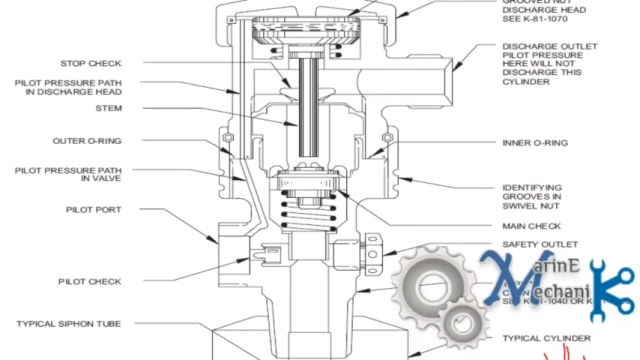 GROOVED NUT
DISCHARGE HEAD
SEE K-81-1070
STOP CHECK
DISCHARGE OUTLET
PILOT PRESSURE
HERE WILL NOT
DISCHARGE THIS
CYLINDER
PILOT PRESSURE PATH
IN DISCHARGE HEAD
STEM
OUTER O-RING
INNER O-RING
PILOT PRESSURE PATH
IN VALVE
IDENTIFYING
GROOVES IN
SWIVEL NUT
PILOT PORT
MAIN CHECK
SAFETY OUTLET
MarinE
Mechanik
PILOT CHECK
TYPICAL SIPHON TUBE
TYPICAL CYLINDER